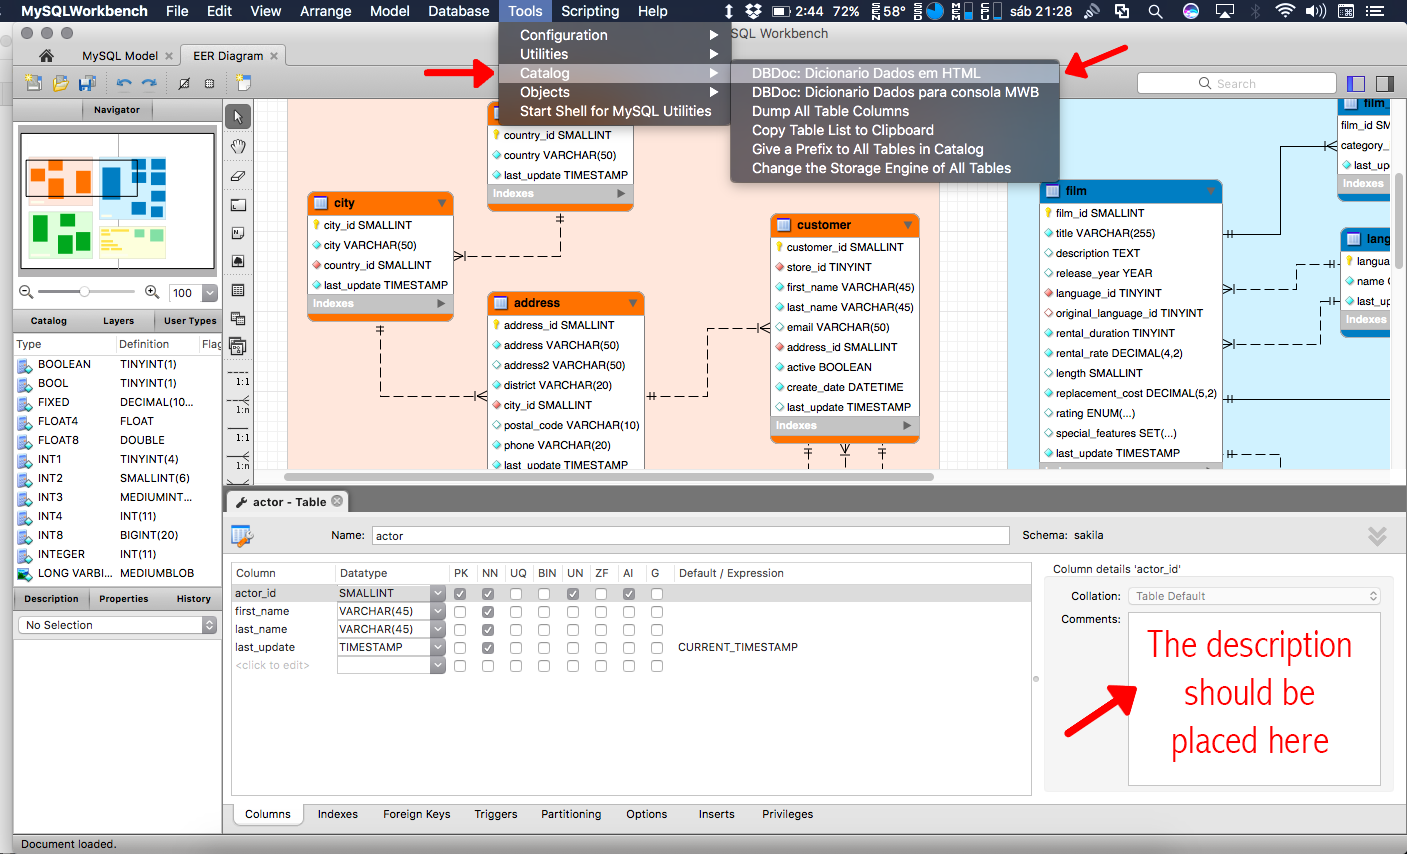 MySQLWorkbench File Edit View Arrange Model Database Tools Scripting Help 2:44 72% 58° sáb 21:28
SQL Workbench
MySQL Model EER Diagram
Configuration
Utilities
Catalog
Objects
Start Shell for MySQL Utilities
DBDoc: Dicionario Dados em HTML
DBDoc: Dicionario Dados para consola MWB
Dump All Table Columns
Copy Table List to Clipboard
Give a Prefix to All Tables in Catalog
Change the Storage Engine of All Tables
Search
Navigator
100
Catalog Layers User Types
Type Definition Flag
BOOLEAN TINYINT(1)
BOOL TINYINT(1)
FIXED DECIMAL(10...
FLOAT4 FLOAT
FLOAT8 DOUBLE
INT1 TINYINT(4)
INT2 SMALLINT(6)
INT3 MEDIUMINT...
INT4 INT(11)
INT8 BIGINT(20)
INTEGER INT(11)
LONG VARBI... MEDIUMBLOB
Description Properties History
No Selection
1:1
1:n
1:1
1:n
country_id SMALLINT
country VARCHAR(50)
last_update TIMESTAMP
Indexes
city
city_id SMALLINT
city VARCHAR(50)
country_id SMALLINT
last_update TIMESTAMP
Indexes
address
address_id SMALLINT
address VARCHAR(50)
address2 VARCHAR(50)
district VARCHAR(20)
city_id SMALLINT
postal_code VARCHAR(10)
phone VARCHAR(20)
last_update TIMESTAMP
customer
customer_id SMALLINT
store_id TINYINT
first_name VARCHAR(45)
last_name VARCHAR(45)
email VARCHAR(50)
address_id SMALLINT
active BOOLEAN
create_date DATETIME
last_update TIMESTAMP
Indexes
film
film_id SMALLINT
title VARCHAR(255)
description TEXT
release_year YEAR
language_id TINYINT
original_language_id TINYINT
rental_duration TINYINT
rental_rate DECIMAL(4,2)
length SMALLINT
replacement_cost DECIMAL(5,2)
rating ENUM(...)
special_features SET(...)
last_update TIMESTAMP
film_
film_id SM
category_
last_up
Indexes
lang
langua
name C
last_up
Indexes
actor - Table
Name: actor Schema: sakila
Column Datatype PK NN UQ BIN UN ZF AI G Default / Expression
actor_id SMALLINT
first_name VARCHAR(45)
last_name VARCHAR(45)
last_update TIMESTAMP CURRENT_TIMESTAMP
<click to edit>
Column details 'actor_id'
Collation: Table Default
Comments:
The description
should be
placed here
Columns Indexes Foreign Keys Triggers Partitioning Options Inserts Privileges
Document loaded.